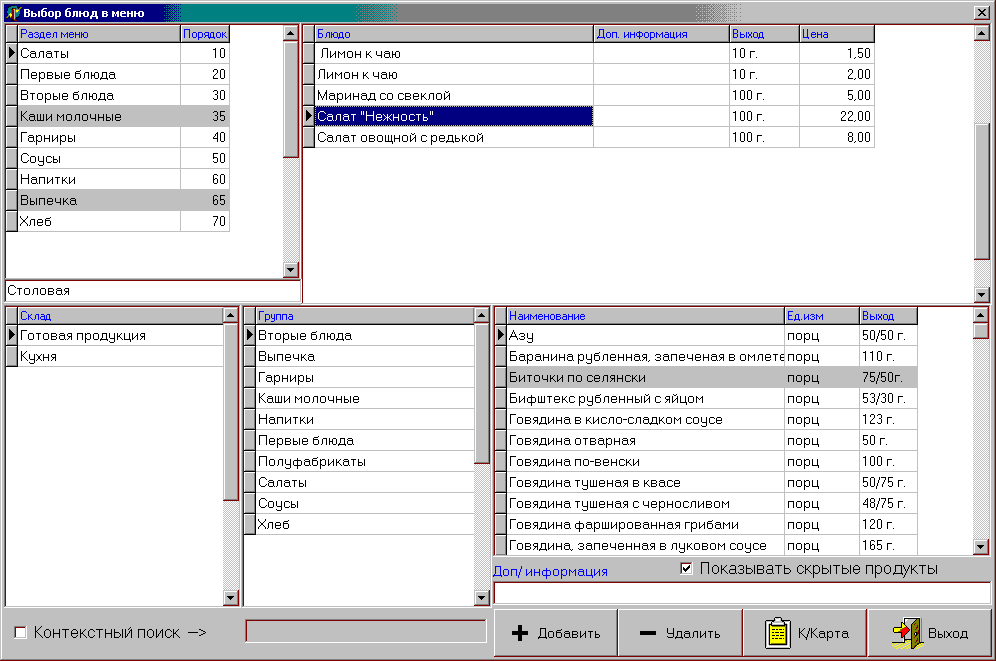 Выбор блюд в меню
Раздел меню Порядок
Салаты 10
Первые блюда 20
Вторые блюда 30
Каши молочные 35
Гарниры 40
Соусы 50
Напитки 60
Выпечка 65
Хлеб 70
Столовая
Блюдо Доп. информация Выход Цена
Лимон к чаю 10 г. 1,50
Лимон к чаю 10 г. 2,00
Маринад со свеклой 100 г. 5,00
Салат "Нежность" 100 г. 22,00
Салат овощной с редькой 100 г. 8,00
Склад
Готовая продукция
Кухня
Группа
Вторые блюда
Выпечка
Гарниры
Каши молочные
Напитки
Первые блюда
Полуфабрикаты
Салаты
Соусы
Хлеб
Наименование Ед.изм Выход
Азу порц 50/50 г.
Баранина рубленная, запеченая в омлете порц 110 г.
Биточки по селянски порц 75/50г.
Бифштекс рубленный с яйцом порц 53/30 г.
Говядина в кисло-сладком соусе порц 123 г.
Говядина отварная порц 50 г.
Говядина по-венски порц 100 г.
Говядина тушеная в квасе порц 50/75 г.
Говядина тушеная с черносливом порц 48/75 г.
Говядина фаршированная грибами порц 120 г.
Говядина, запеченная в луковом соусе порц 165 г.
Доп/ информация Показывать скрытые продукты
Контекстный поиск —>
Добавить Удалить К/Карта Выход